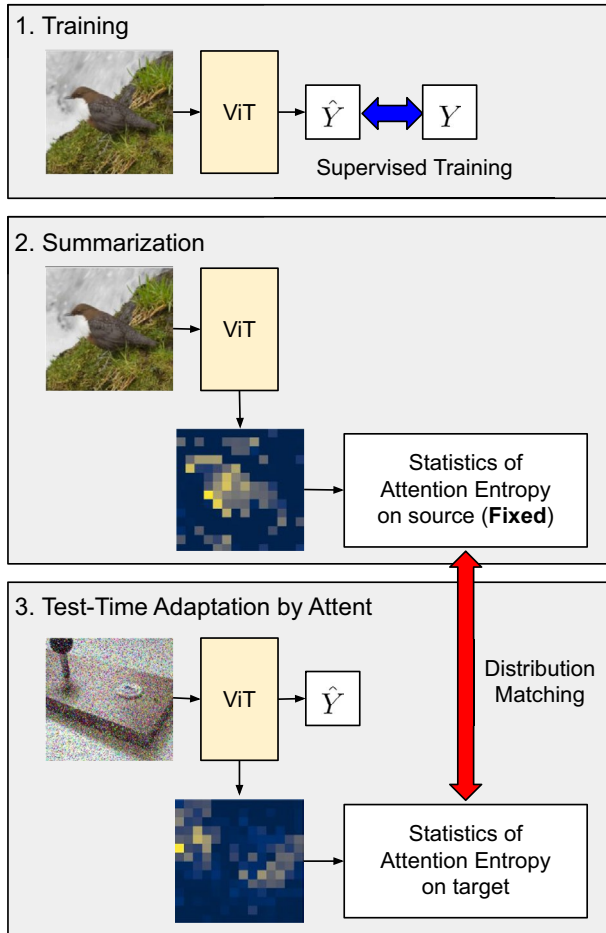 1. Training
ViT
Ŷ
Y
Supervised Training
2. Summarization
ViT
Statistics of
Attention Entropy
on source (Fixed)
3. Test-Time Adaptation by Attent
ViT
Ŷ
Distribution
Matching
Statistics of
Attention Entropy
on target